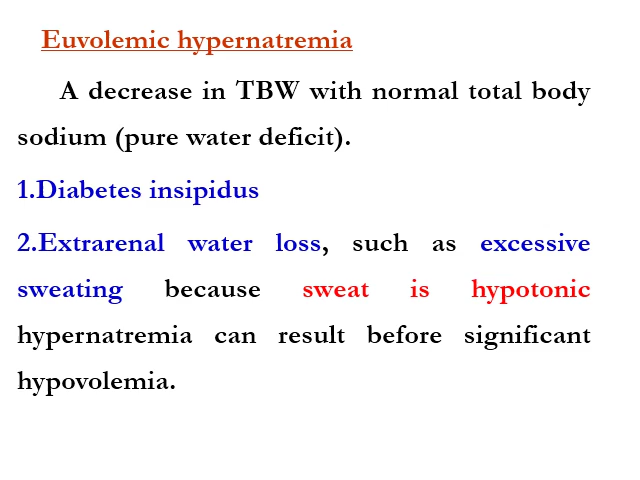 Euvolemic hypernatremia
A decrease in TBW with normal total body
sodium (pure water deficit).
1.Diabetes insipidus
2.Extrarenal water loss, such as excessive
sweating because sweat is hypotonic
hypernatremia can result before significant
hypovolemia.